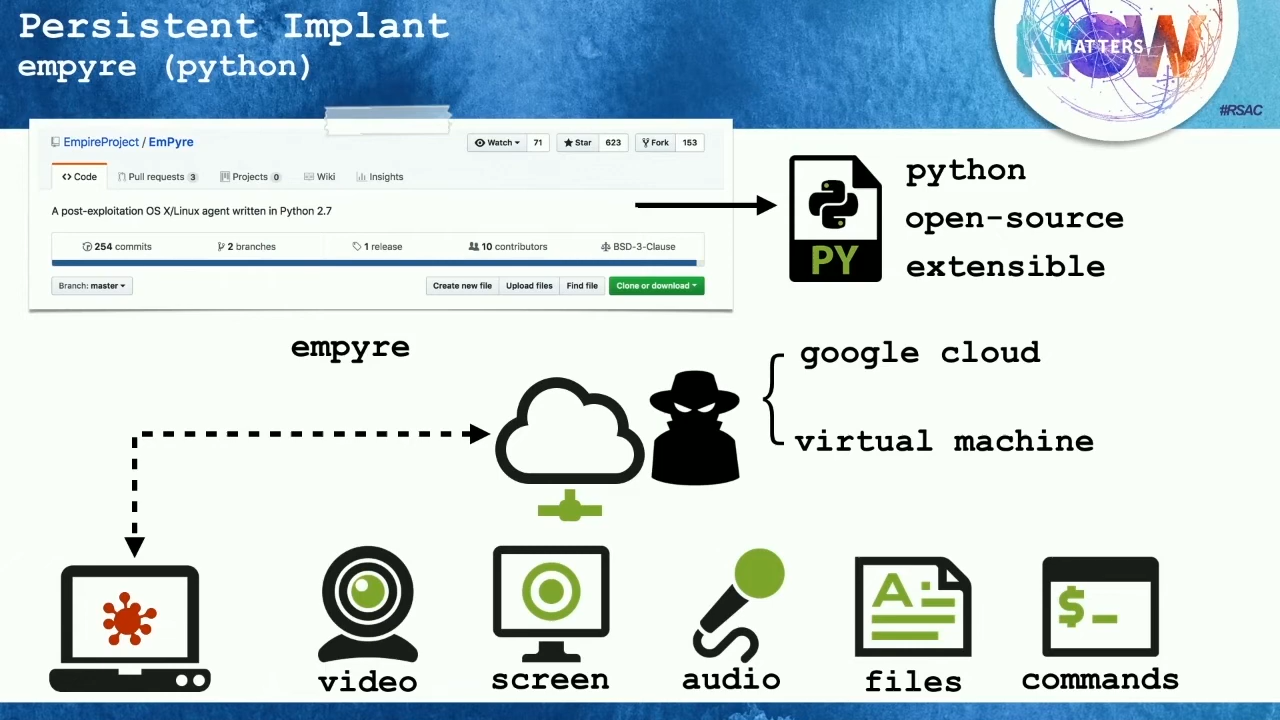 Persistent Implant
empyre (python)
NOW
MATTERS
#RSAC
EmpireProject / EmPyre
Watch 71 Star 623 Fork 153
Code Pull requests 3 Projects 0 Wiki Insights
A post-exploitation OS X/Linux agent written in Python 2.7
254 commits 2 branches 1 release 10 contributors BSD-3-Clause
Branch: master Create new file Upload files Find file Clone or download
PY
python
open-source
extensible
empyre
google cloud
virtual machine
A
$_
video screen audio files commands